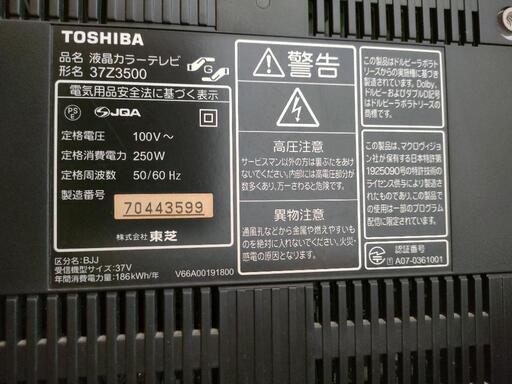 TOSHIBA
品名 液晶カラーテレビ
形名 37Z3500
G
電気用品安全法に基づく表示
PS E JQA
定格電圧 100V～
定格消費電力 250W
定格周波数 50/60 Hz
製造番号
70443599
株式会社 東芝
区分名:BJJ
受信機型サイズ:37V
年間消費電力量:186kWh/年 V66A00191800
警告
高圧注意
サービスマン以外の方は裏ぶたをあけ
ないでください。内部には高電圧部分が
数多くあり、万一さわると危険です。
異物注意
通風孔などから金属や燃えやすいもの
などを入れないでください。火災・
感電の原因となります。
この製品はドルビーラボラト
リーズからの実施権に基づき
製造されています。Dolby、
ドルビーおよびダブルD記号
はドルビーラボラトリーズの
商標です。
この製品は、マクロヴィジョ
ン社が保有する日本特許第
1925090号の特許技術の
ライセンス供与により製造
されています。この特許の
使用は一部のプログラム
配信に限定されています。
認証番号
T A07-0361001